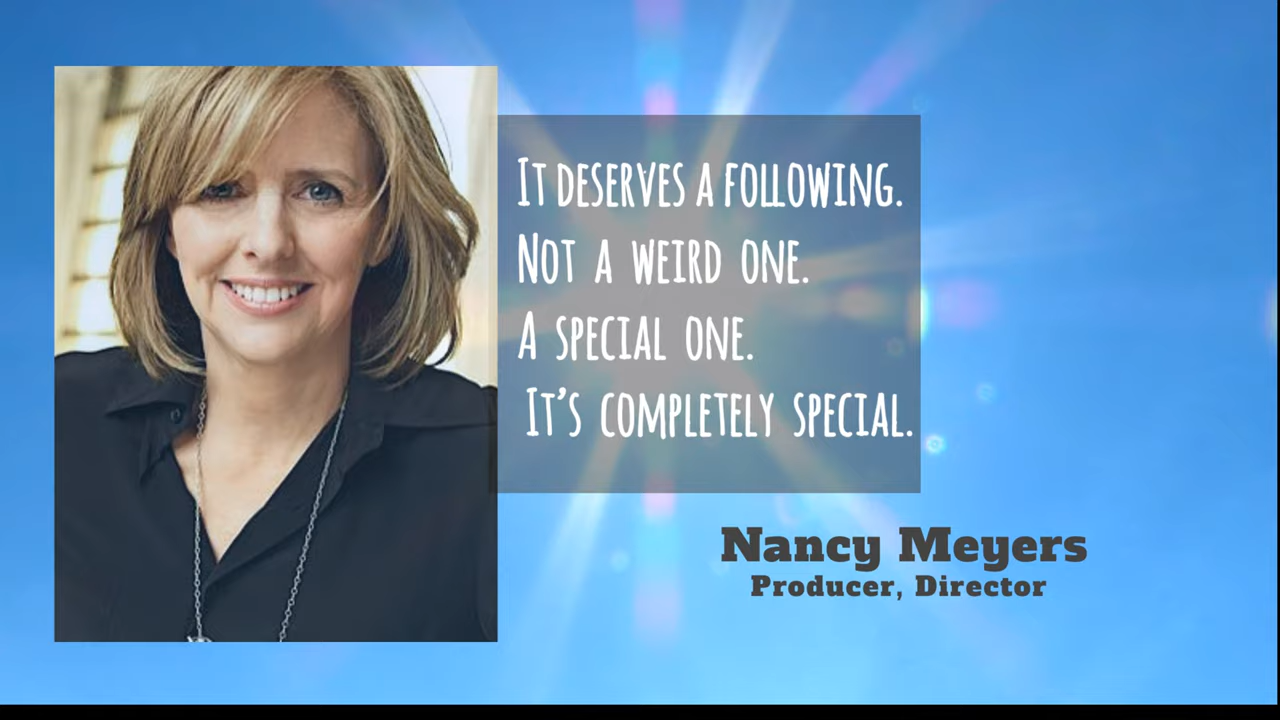 It deserves a following.
Not a weird one.
A special one.
It's completely special.
Nancy Meyers
Producer, Director